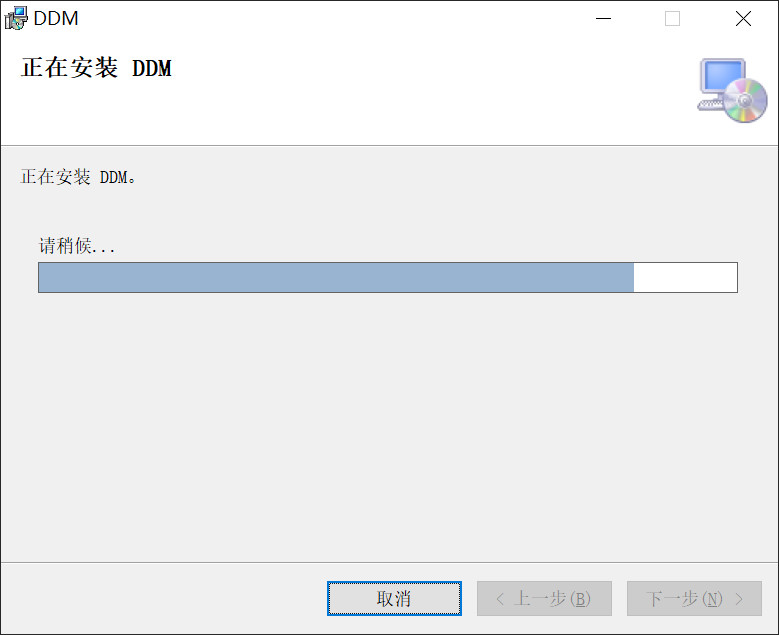 DDM
正在安装 DDM
正在安装 DDM。
请稍候...
取消
< 上一步(B)
下一步(N) >